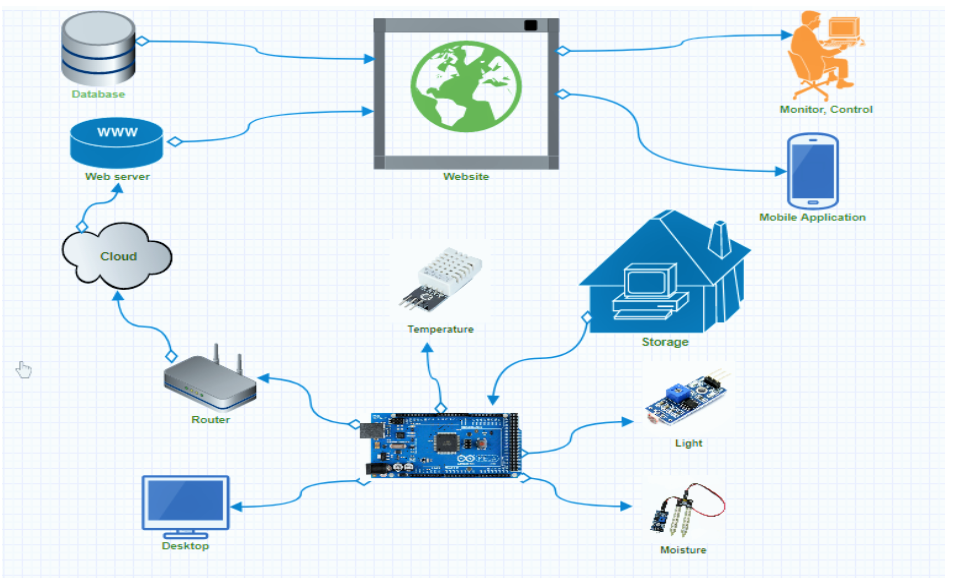 Database
WWW
Web server
Website
Monitor, Control
Mobile Application
Cloud
Temperature
Storage
Router
Light
Desktop
Moisture